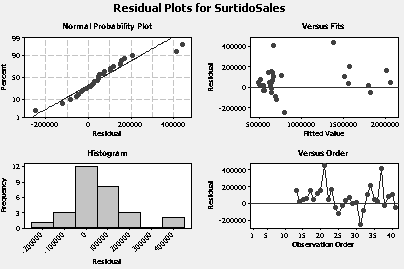 Residual Plots for SurtidoSales
Normal Probability Plot
99
90
50
10
1
Percent
-200000 0 200000 400000
Residual
Versus Fits
400000
200000
0
-200000
Residual
500000 1000000 1500000 2000000
Fitted Value
Histogram
12
9
6
3
0
Frequency
-200000 -100000 0 100000 200000 300000 400000
Residual
Versus Order
400000
200000
0
-200000
Residual
1 5 10 15 20 25 30 35 40
Observation Order